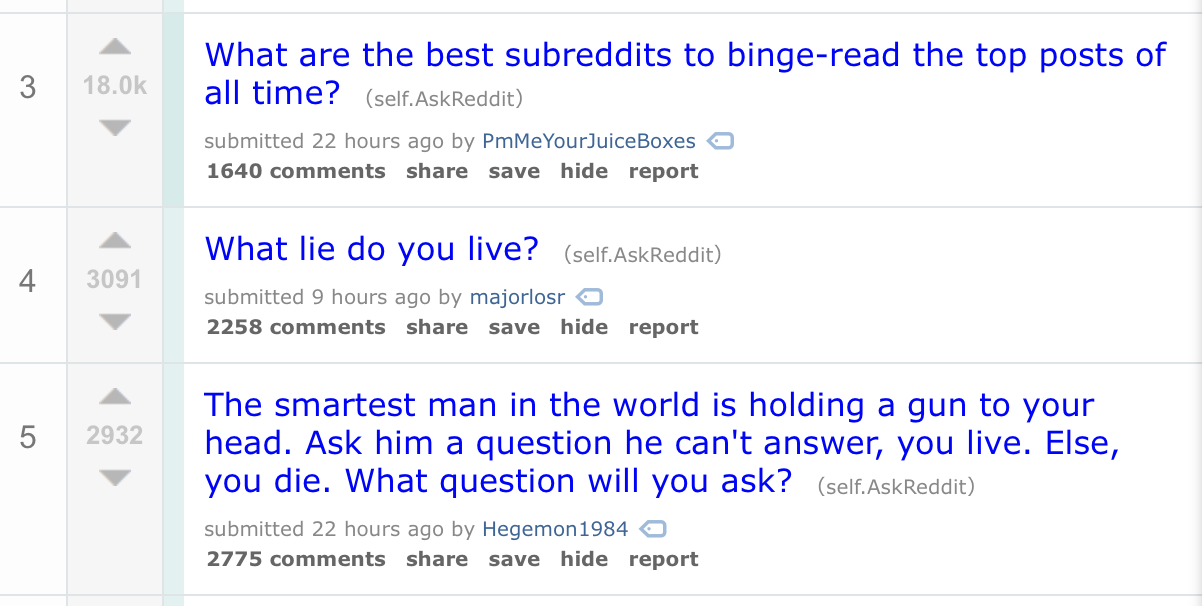 3
18.0k
What are the best subreddits to binge-read the top posts of
all time? (self.AskReddit)
submitted 22 hours ago by PmMeYourJuiceBoxes
1640 comments share save hide report
4
3091
What lie do you live? (self.AskReddit)
submitted 9 hours ago by majorlosr
2258 comments share save hide report
5
2932
The smartest man in the world is holding a gun to your
head. Ask him a question he can't answer, you live. Else,
you die. What question will you ask? (self.AskReddit)
submitted 22 hours ago by Hegemon1984
2775 comments share save hide report